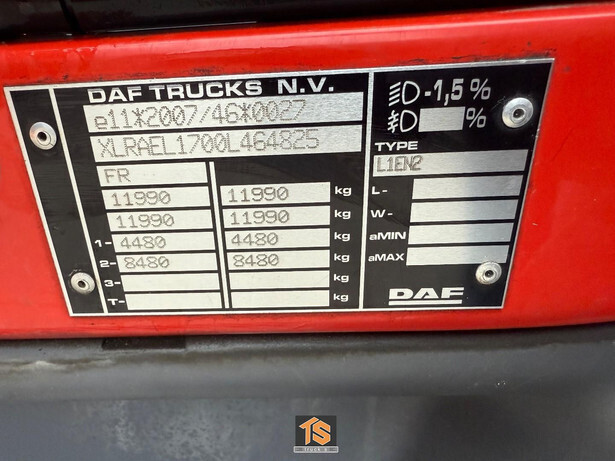 DAF TRUCKS N.V.
e11*2007/46*0027
XLRAEL1700L464825
FR
11990 11990 kg
11990 11990 kg
1- 4480 4480 kg
2- 8480 8480 kg
3- kg
T- kg
-1,5 %
%
TYPE
L1EN2
L-
W-
aMIN
aMAX
DAF
TS